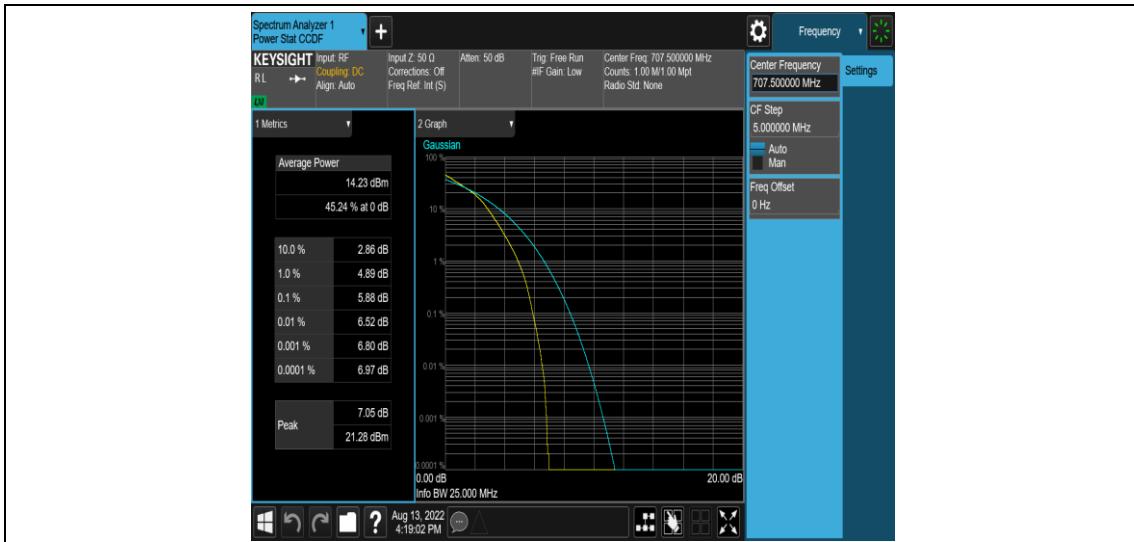 Spectrum Analyzer 1
Power Stat CCDF
Frequency
KEYSIGHT
RL
LM
Input: RF
Coupling: DC
Align: Auto
Input Z: 50 Ω
Corrections: Off
Freq Ref: Int (S)
Atten: 50 dB
Trig: Free Run
#IF Gain: Low
Center Freq: 707.500000 MHz
Counts: 1.00 M/1.00 Mpt
Radio Std: None
Center Frequency
707.500000 MHz
Settings
CF Step
5.000000 MHz
Auto
Man
Freq Offset
0 Hz
1 Metrics
Average Power
14.23 dBm
45.24 % at 0 dB
10.0 % 2.86 dB
1.0 % 4.89 dB
0.1 % 5.88 dB
0.01 % 6.52 dB
0.001 % 6.80 dB
0.0001 % 6.97 dB
Peak
7.05 dB
21.28 dBm
2 Graph
Gaussian
100 %
10 %
1 %
0.1 %
0.01 %
0.001 %
0.0001 %
0.00 dB
20.00 dB
Info BW 25.000 MHz
Aug 13, 2022
4:19:02 PM